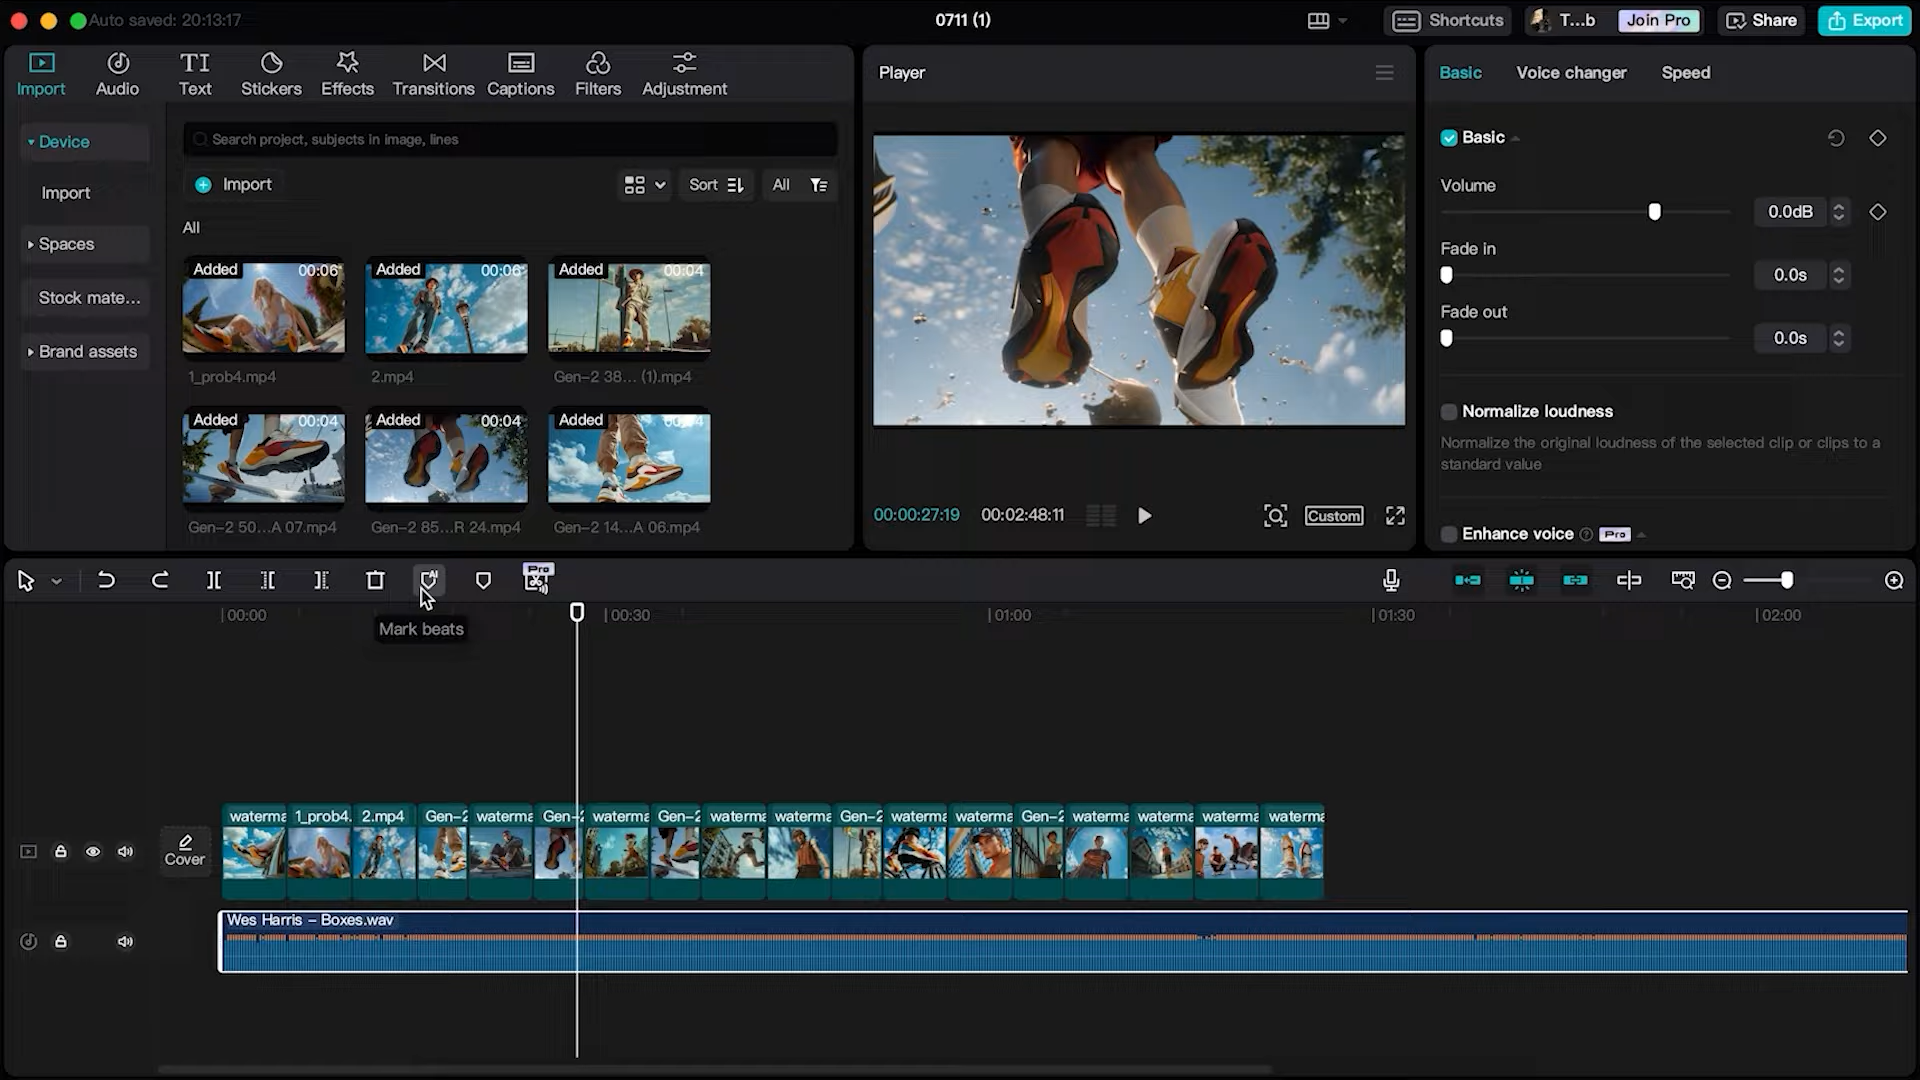 Auto saved: 20:13:17
0711 (1)
Shortcuts
T...b
Join Pro
Share
Export
Import
Audio
TI
Text
Stickers
Effects
Transitions
Captions
Filters
Adjustment
Player
Basic
Voice changer
Speed
Device
Import
Spaces
Stock mate...
Brand assets
Search project, subjects in image, lines
Import
Sort
All
All
Added 00:06
1_prob4.mp4
Added 00:06
2.mp4
Added 00:04
Gen-2 38... (1).mp4
Added 00:04
Gen-2 50...A 07.mp4
Added 00:04
Gen-2 85...R 24.mp4
Added 00:04
Gen-2 14...A 06.mp4
00:00:27:19
00:02:48:11
Custom
Basic
Volume
0.0dB
Fade in
0.0s
Fade out
0.0s
Normalize loudness
Normalize the original loudness of the selected clip or clips to a
standard value
Enhance voice
Pro
AI
Pro
Mark beats
00:00
00:30
01:00
01:30
02:00
Cover
waterma
1_prob4.
2.mp4
Gen-2
waterma
Gen-2
waterma
Gen-2
waterma
waterma
Gen-2
waterma
waterma
Gen-2
waterma
waterma
waterma
waterma
Wes Harris – Boxes.wav